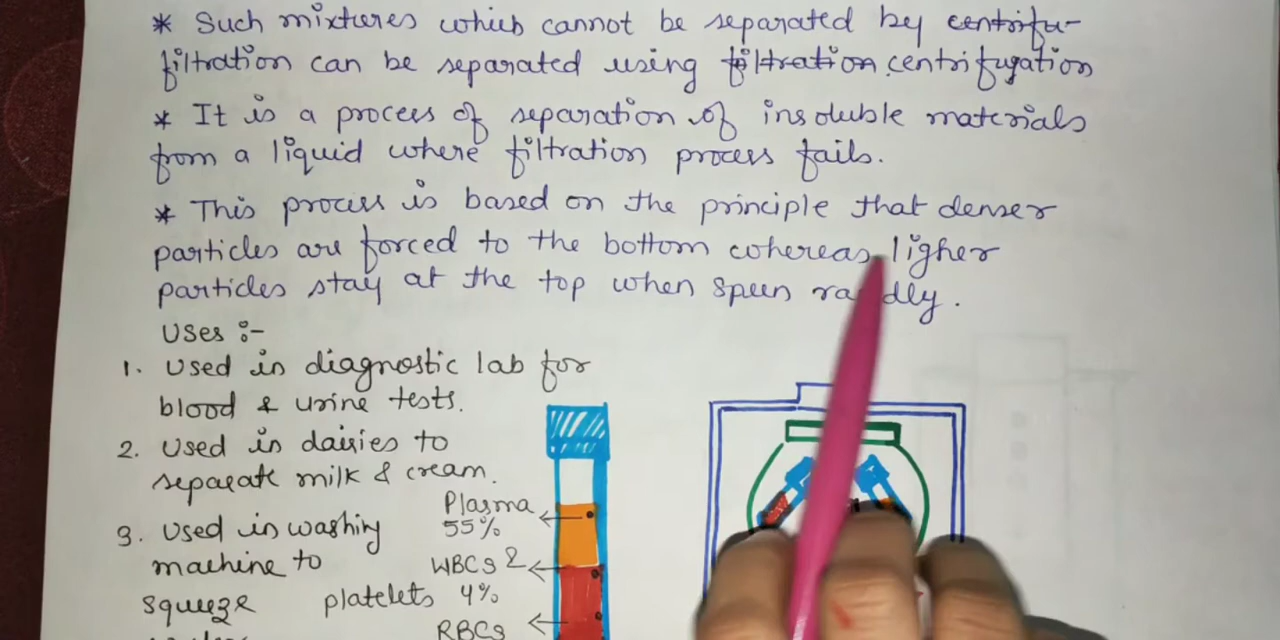 * Such mixtures which cannot be separated by centrifu-
filtration can be separated using filtration centrifugation
* It is a process of separation of insoluble materials
from a liquid where filtration process fails.
* This process is based on the principle that denser
particles are forced to the bottom whereas ligher
particles stay at the top when speen ra dly.
Uses :-
1. Used in diagnostic lab for
blood & urine tests.
2. Used in dairies to
separate milk & cream.
3. Used in washing
machine to
squeeze
Plasma
55%
WBCs &
platelets 4%
RBCs